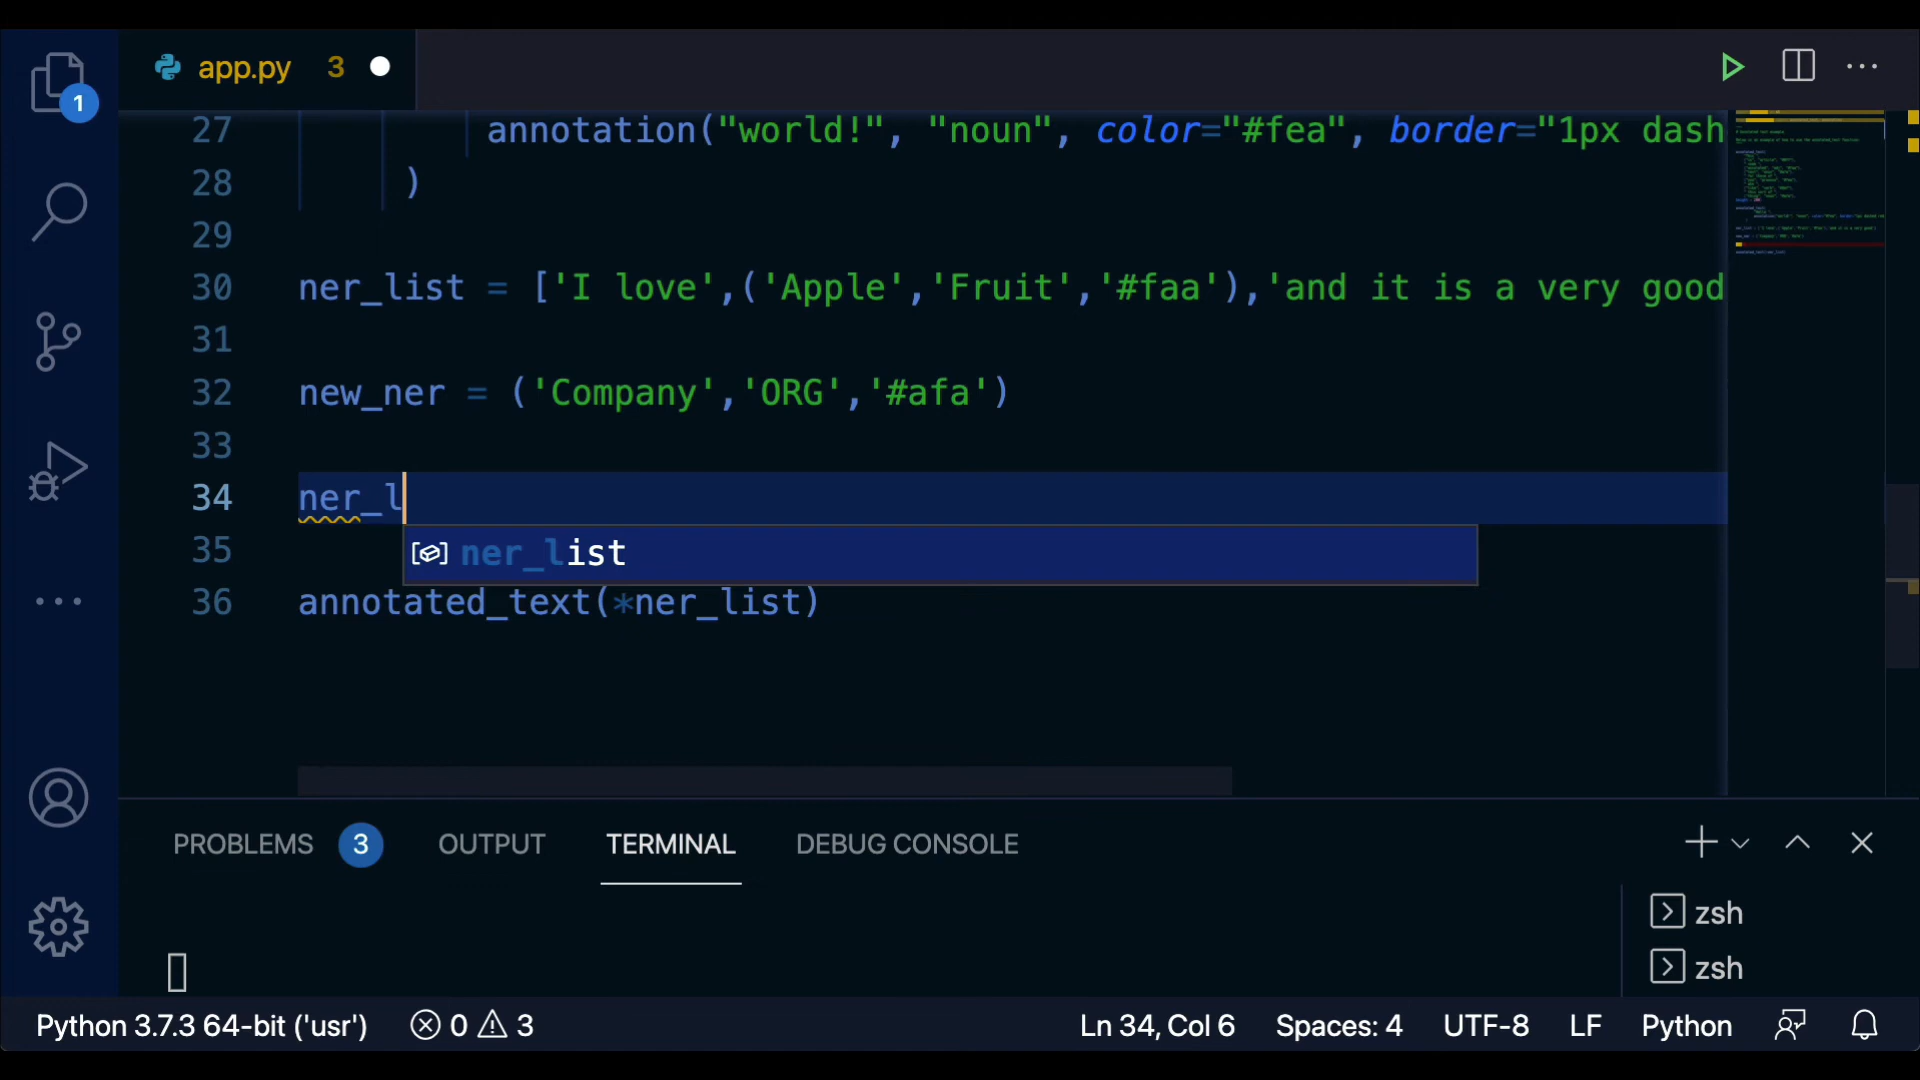 app.py 3
1
27 annotation("world!", "noun", color="#fea", border="1px dash
28 )
29
30 ner_list = ['I love',('Apple','Fruit','#faa'),'and it is a very good
31
32 new_ner = ('Company','ORG','#afa')
33
34 ner_l
35 ner_list
36 annotated_text(*ner_list)
PROBLEMS 3 OUTPUT TERMINAL DEBUG CONSOLE
zsh
zsh
Python 3.7.3 64-bit ('usr') 0 3 Ln 34, Col 6 Spaces: 4 UTF-8 LF Python